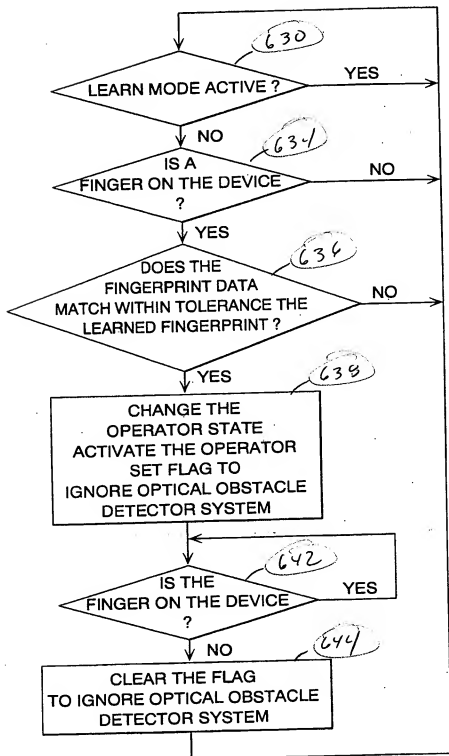 630
LEARN MODE ACTIVE ?
YES
NO
634
IS A
FINGER ON THE DEVICE
?
NO
YES
636
DOES THE
FINGERPRINT DATA
MATCH WITHIN TOLERANCE THE
LEARNED FINGERPRINT ?
NO
YES
638
CHANGE THE
OPERATOR STATE
ACTIVATE THE OPERATOR
SET FLAG TO
IGNORE OPTICAL OBSTACLE
DETECTOR SYSTEM
642
IS THE
FINGER ON THE DEVICE
?
YES
NO
644
CLEAR THE FLAG
TO IGNORE OPTICAL OBSTACLE
DETECTOR SYSTEM